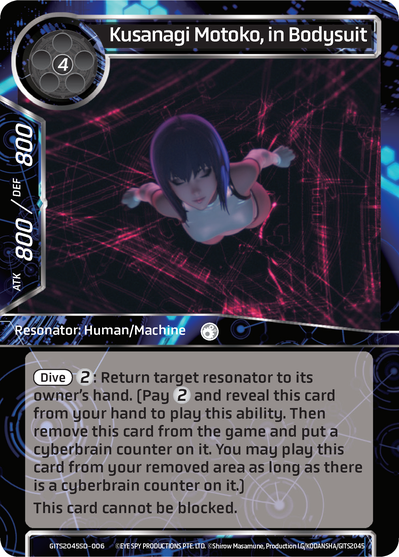 Kusanagi Motoko, in Bodysuit
4
ATK 800 / DEF 800
Resonator: Human/Machine
Dive 2: Return target resonator to its
owner's hand. (Pay 2 and reveal this card
from your hand to play this ability. Then
remove this card from the game and put a
cyberbrain counter on it. You may play this
card from your removed area as long as there
is a cyberbrain counter on it.)
This card cannot be blocked.
GITS2045SD-006 ©EYE SPY PRODUCTIONS PTE. LTD. ©Shirow Masamune, Production I.G/KODANSHA/GITS2045